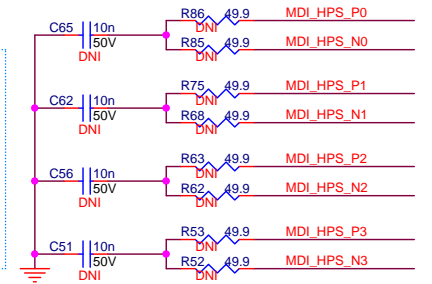 R86 49.9 MDI_HPS_P0
C65 10n
DNI
50V
R85 49.9 MDI_HPS_N0
DNI
DNI
R75 49.9 MDI_HPS_P1
C62 10n
DNI
50V
R68 49.9 MDI_HPS_N1
DNI
DNI
R63 49.9 MDI_HPS_P2
C56 10n
DNI
50V
R62 49.9 MDI_HPS_N2
DNI
DNI
R53 49.9 MDI_HPS_P3
C51 10n
DNI
50V
R52 49.9 MDI_HPS_N3
DNI
DNI